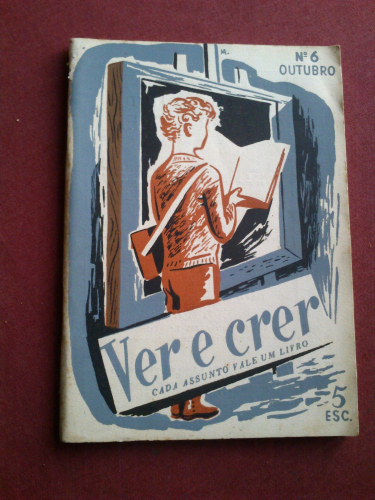 M.
Nº 6
OUTUBRO
Ver e crer
CADA ASSUNTO VALE UM LIVRO
5
ESC.